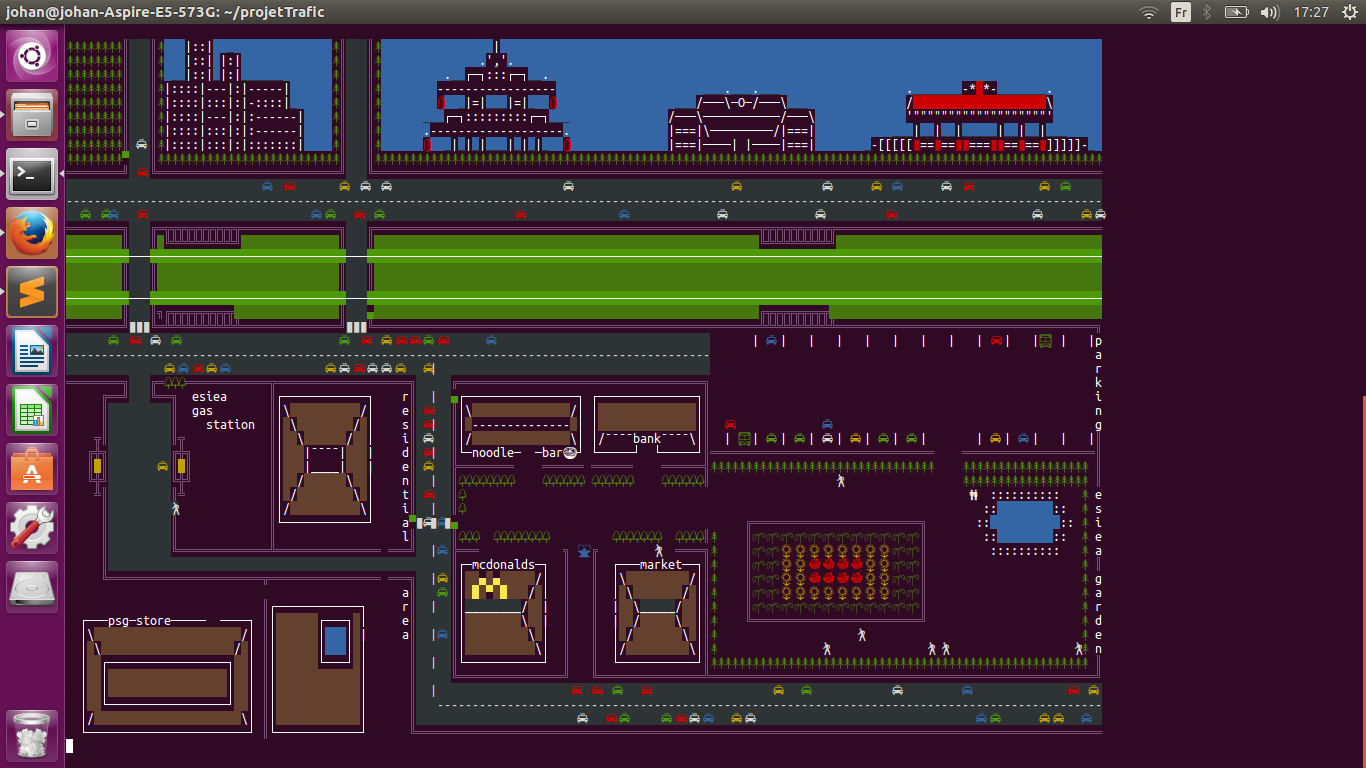 johan@johan-Aspire-E5-573G: ~/projetTrafic
Fr
17:27
parking
esiea
gas
station
residential
noodle
bar
bank
mcdonalds
market
esiea garden
area
psg-store